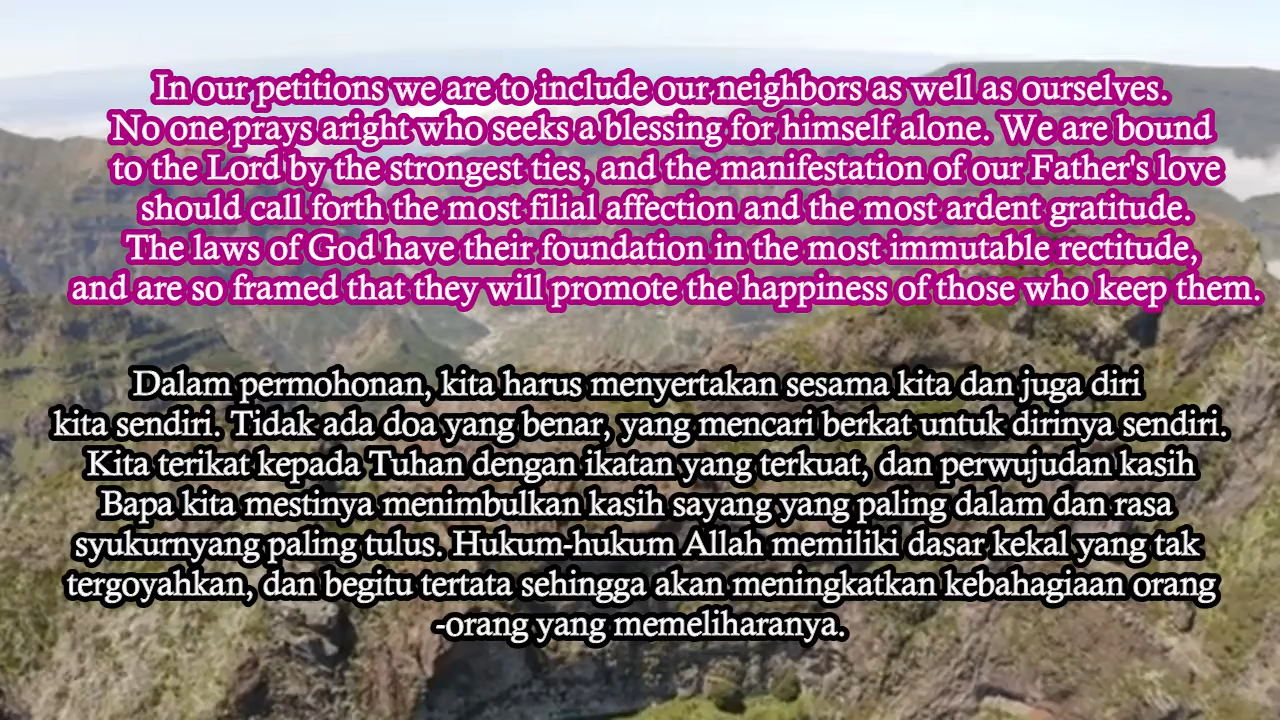 In our petitions we are to include our neighbors as well as ourselves.
No one prays aright who seeks a blessing for himself alone. We are bound
to the Lord by the strongest ties, and the manifestation of our Father's love
should call forth the most filial affection and the most ardent gratitude.
The laws of God have their foundation in the most immutable rectitude,
and are so framed that they will promote the happiness of those who keep them.
Dalam permohonan, kita harus menyertakan sesama kita dan juga diri
kita sendiri. Tidak ada doa yang benar, yang mencari berkat untuk dirinya sendiri.
Kita terikat kepada Tuhan dengan ikatan yang terkuat, dan perwujudan kasih
Bapa kita mestinya menimbulkan kasih sayang yang paling dalam dan rasa
syukurnyang paling tulus. Hukum-hukum Allah memiliki dasar kekal yang tak
tergoyahkan, dan begitu tertata sehingga akan meningkatkan kebahagiaan orang
-orang yang memeliharanya.